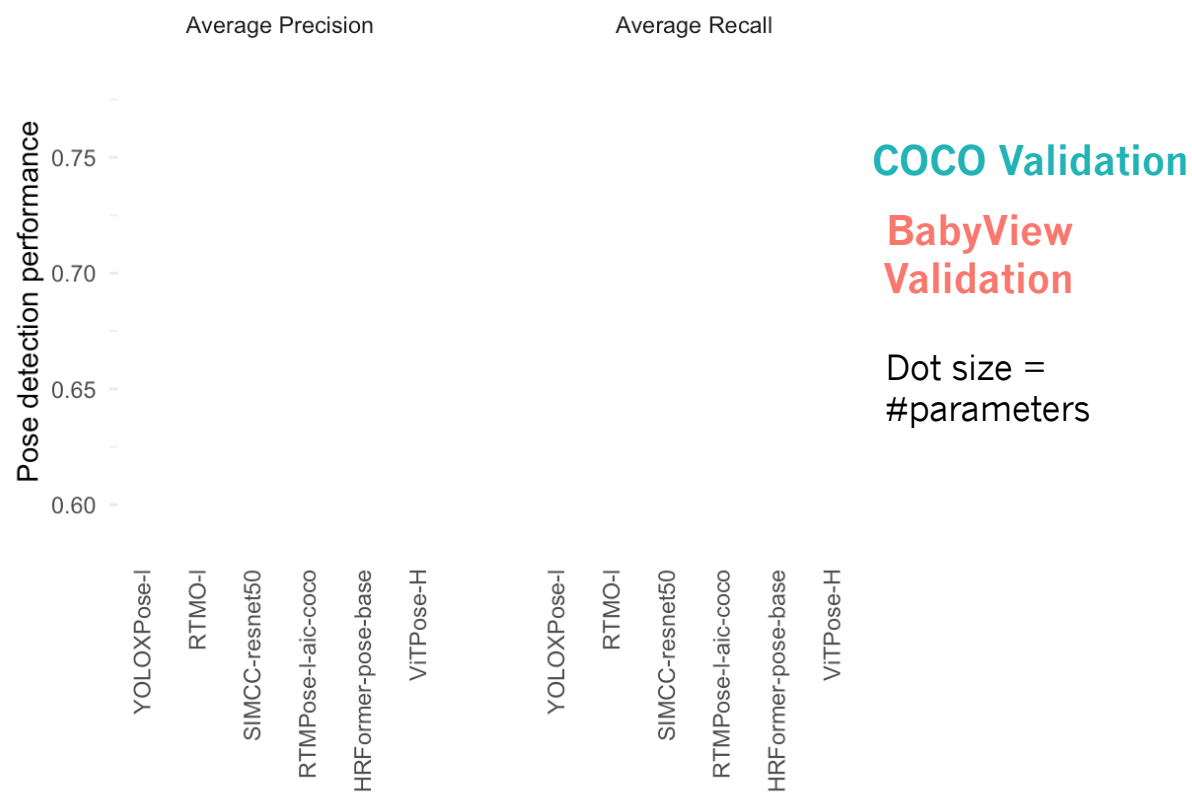 Average Precision
Average Recall
Pose detection performance
0.75
0.70
0.65
0.60
YOLOXPose-l
RTMO-l
SIMCC-resnet50
RTMPose-l-aic-coco
HRFormer-pose-base
ViTPose-H
YOLOXPose-l
RTMO-l
SIMCC-resnet50
RTMPose-l-aic-coco
HRFormer-pose-base
ViTPose-H
COCO Validation
BabyView
Validation
Dot size =
#parameters